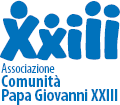 xxiii
Associazione
Comunità
Papa Giovanni XXIII